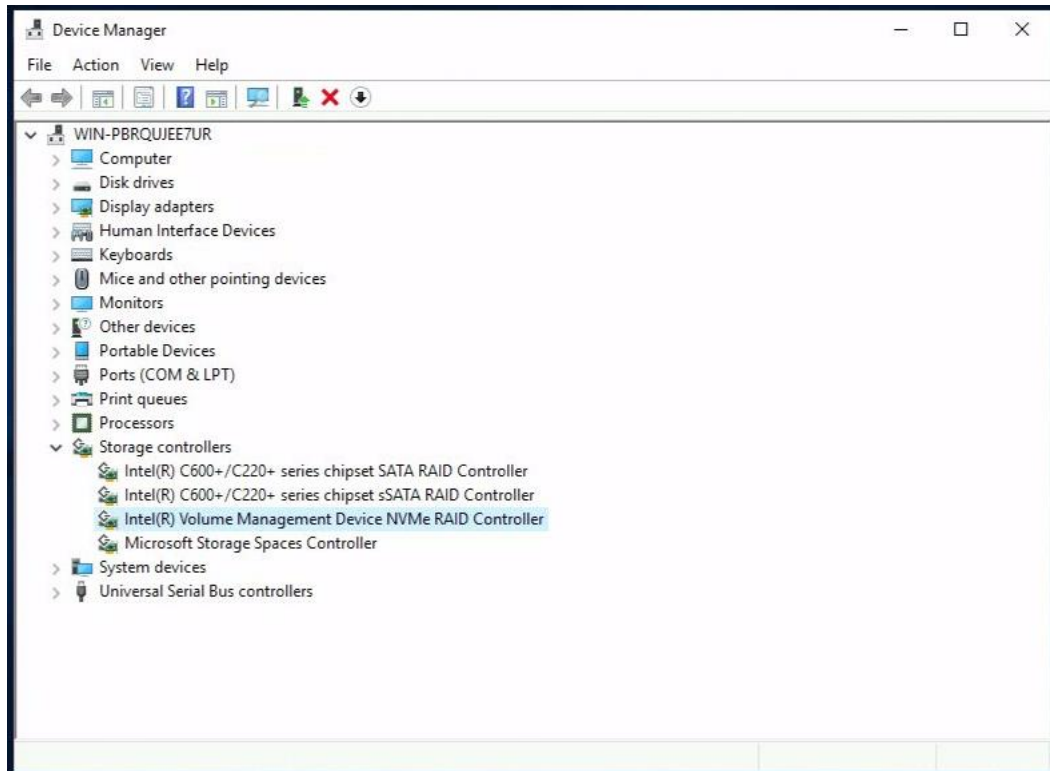 Device Manager
File Action View Help
WIN-PBRQUJEE7UR
Computer
Disk drives
Display adapters
Human Interface Devices
Keyboards
Mice and other pointing devices
Monitors
Other devices
Portable Devices
Ports (COM & LPT)
Print queues
Processors
Storage controllers
Intel(R) C600+/C220+ series chipset SATA RAID Controller
Intel(R) C600+/C220+ series chipset sSATA RAID Controller
Intel(R) Volume Management Device NVMe RAID Controller
Microsoft Storage Spaces Controller
System devices
Universal Serial Bus controllers